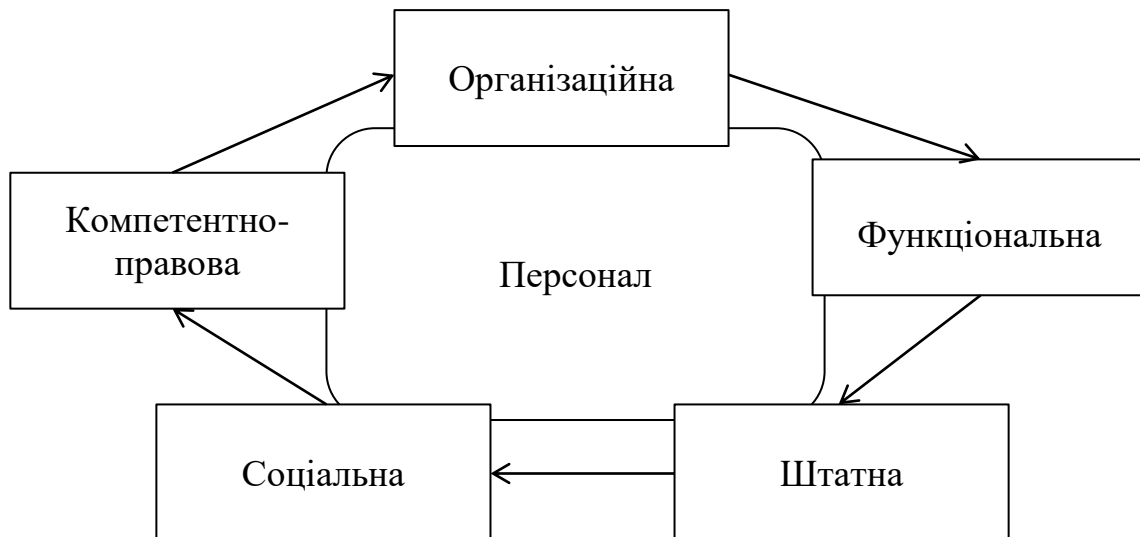 Організаційна
Компетентно-
правова
Функціональна
Персонал
Соціальна
Штатна